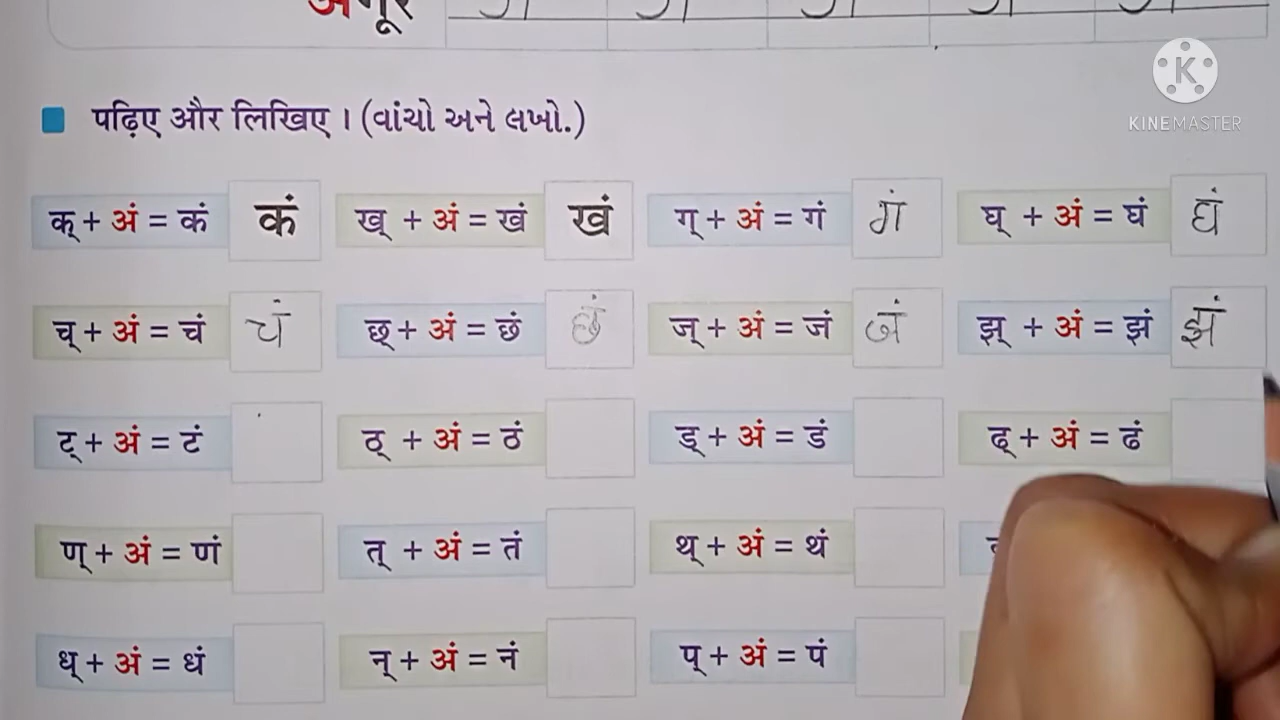 अंगूर
पढ़िए और लिखिए । (વાંચો અને લખો.)
K
KINEMASTER
क् + अं = कं कं ख् + अं = खं खं ग् + अं = गं गं घ् + अं = घं घं
च् + अं = चं चं छ् + अं = छं छं ज् + अं = जं जं झ् + अं = झं झं
ट् + अं = टं ठ् + अं = ठं ड् + अं = डं ढ् + अं = ढं
ण् + अं = णं त् + अं = तं थ् + अं = थं
ध् + अं = धं न् + अं = नं प् + अं = पं